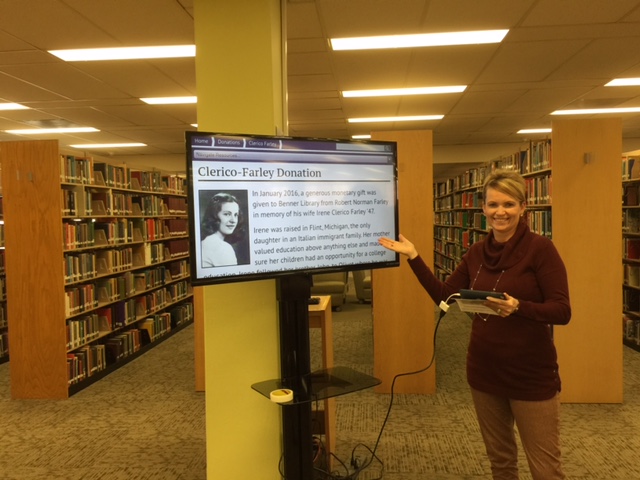 Home Donations Clerico Farley
Clerico-Farley Donation
In January 2016, a generous monetary gift was
given to Benner Library from Robert Norman Farley
in memory of his wife Irene Clerico Farley '47.
Irene was raised in Flint, Michigan, the only
daughter in an Italian immigrant family. Her mother
valued education above anything else and made
sure her children had an opportunity for a college